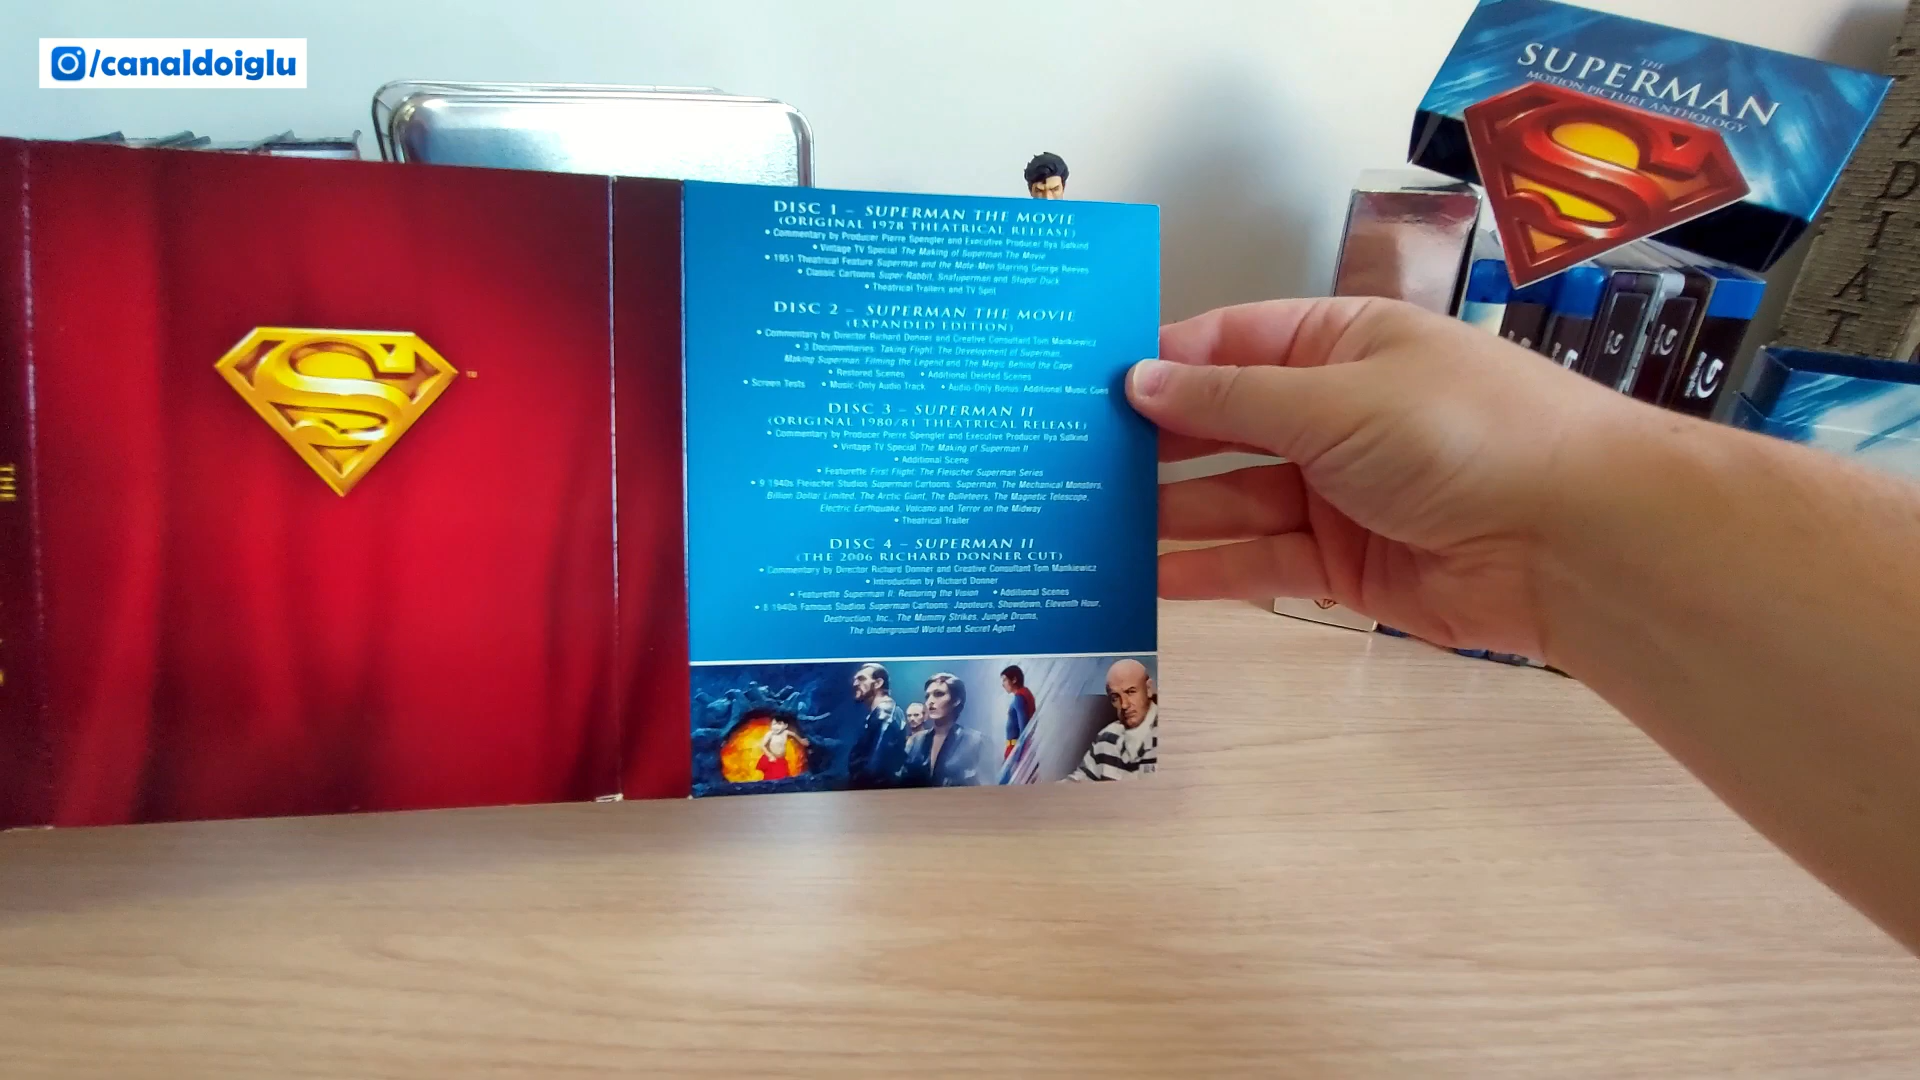 /canaldoiglu
THE
SUPERMAN
MOTION PICTURE ANTHOLOGY
DISC 1 – SUPERMAN THE MOVIE
(ORIGINAL 1978 THEATRICAL RELEASE)
• Commentary by Producer Pierre Spengler and Executive Producer Ilya Salkind
• Vintage TV Special The Making of Superman The Movie
• 1951 Theatrical Feature Superman and the Mole-Men Starring George Reeves
• Classic Cartoons Super-Rabbit, Snafuperman and Stupor Duck
• Theatrical Trailers and TV Spot
DISC 2 – SUPERMAN THE MOVIE
(EXPANDED EDITION)
• Commentary by Director Richard Donner and Creative Consultant Tom Mankiewicz
• 3 Documentaries: Taking Flight: The Development of Superman,
Making Superman: Filming the Legend and The Magic Behind the Cape
• Restored Scenes • Additional Deleted Scenes
• Screen Tests • Music-Only Audio Track • Audio-Only Bonus: Additional Music Cues
DISC 3 – SUPERMAN II
(ORIGINAL 1980/81 THEATRICAL RELEASE)
• Commentary by Producer Pierre Spengler and Executive Producer Ilya Salkind
• Vintage TV Special The Making of Superman II
• Additional Scene
• Featurette First Flight: The Fleischer Superman Series
• 9 1940s Fleischer Studios Superman Cartoons: Superman, The Mechanical Monsters,
Billion Dollar Limited, The Arctic Giant, The Bulleteers, The Magnetic Telescope,
Electric Earthquake, Volcano and Terror on the Midway
• Theatrical Trailer
DISC 4 – SUPERMAN II
(THE 2006 RICHARD DONNER CUT)
• Commentary by Director Richard Donner and Creative Consultant Tom Mankiewicz
• Introduction by Richard Donner
• Featurette Superman II: Restoring the Vision • Additional Scenes
• 8 1940s Famous Studios Superman Cartoons: Japoteurs, Showdown, Eleventh Hour,
Destruction, Inc., The Mummy Strikes, Jungle Drums,
The Underground World and Secret Agent
THE
TM